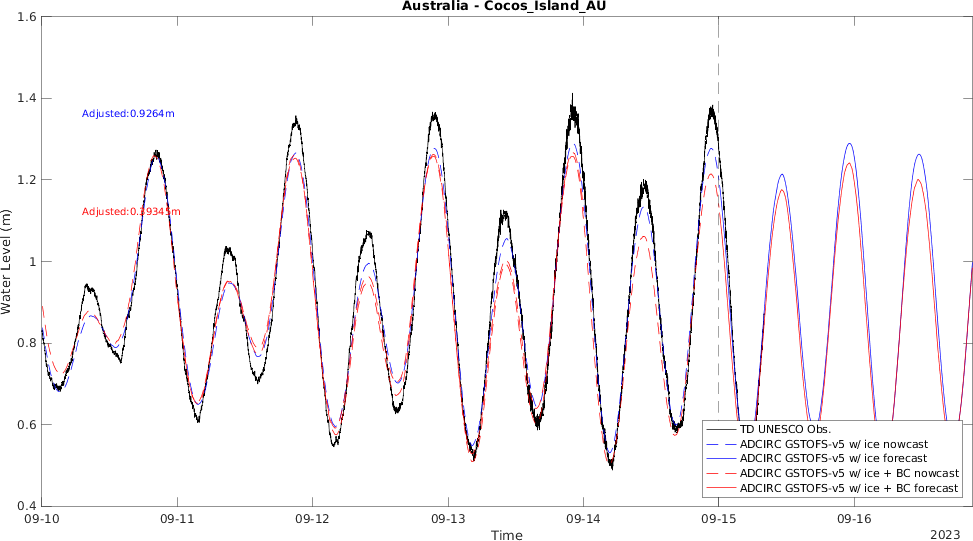 Australia - Cocos_Island_AU
1.6
1.4
1.2
1
0.8
0.6
0.4
Water Level (m)
Adjusted:0.9264m
Adjusted:0.39345m
TD UNESCO Obs.
ADCIRC GSTOFS-v5 w/ ice nowcast
ADCIRC GSTOFS-v5 w/ ice forecast
ADCIRC GSTOFS-v5 w/ ice + BC nowcast
ADCIRC GSTOFS-v5 w/ ice + BC forecast
09-10 09-11 09-12 09-13 09-14 09-15 09-16
Time
2023